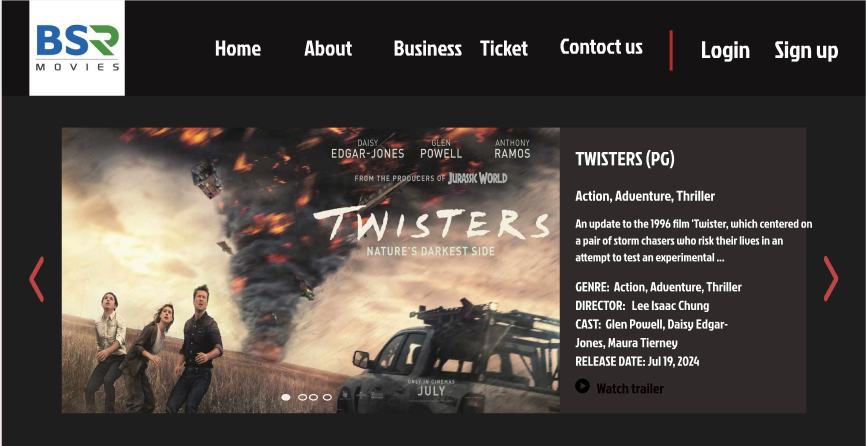 BSR
MOVIES
Home About Business Ticket Contoct us Login Sign up
DAISY
EDGAR-JONES
GLEN
POWELL
ANTHONY
RAMOS
FROM THE PRODUCERS OF JURASSIC WORLD
TWISTERS
NATURE'S DARKEST SIDE
ONLY IN CINEMAS
JULY
TWISTERS (PG)
Action, Adventure, Thriller
An update to the 1996 film 'Twister, which centered on
a pair of storm chasers who risk their lives in an
attempt to test an experimental ...
GENRE: Action, Adventure, Thriller
DIRECTOR: Lee Isaac Chung
CAST: Glen Powell, Daisy Edgar-
Jones, Maura Tierney
RELEASE DATE: Jul 19, 2024
Watch trailer